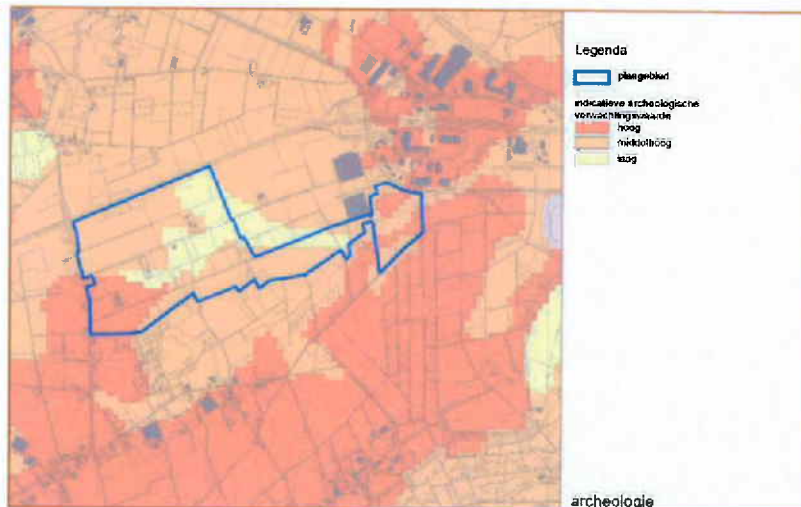 Legenda
plangebied
indicatieve archeologische
verwachtingswaarde
hoog
middelhoog
laag
archeologie